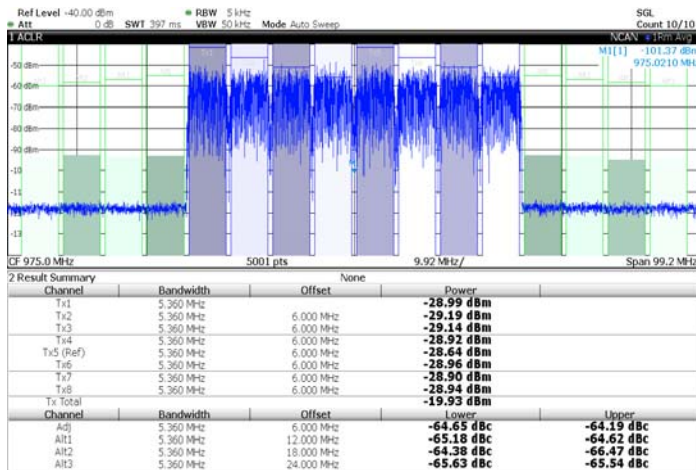 Ref Level -40.00 dBm RBW 5 kHz SGL
Att 0 dB SWT 397 ms VBW 50 kHz Mode Auto Sweep Count 10/10
1 ACLR NCAN 1Rm Avg
M1[1] -101.37 dBm
975.0210 MHz
-50 dBm
-60 dBm
-70 dBm
-80 dBm
-90 dBm
-10
-11
-13
CF 975.0 MHz 5001 pts 9.92 MHz/ Span 99.2 MHz
2 Result Summary None
Channel Bandwidth Offset Power
Tx1 5.360 MHz -28.99 dBm
Tx2 5.360 MHz 6.000 MHz -29.19 dBm
Tx3 5.360 MHz 6.000 MHz -29.14 dBm
Tx4 5.360 MHz 6.000 MHz -28.92 dBm
Tx5 (Ref) 5.360 MHz 6.000 MHz -28.64 dBm
Tx6 5.360 MHz 6.000 MHz -28.96 dBm
Tx7 5.360 MHz 6.000 MHz -28.90 dBm
Tx8 5.360 MHz 6.000 MHz -28.94 dBm
Tx Total -19.93 dBm
Channel Bandwidth Offset Lower Upper
Adj 5.360 MHz 6.000 MHz -64.65 dBc -64.19 dBc
Alt1 5.360 MHz 12.000 MHz -65.18 dBc -64.62 dBc
Alt2 5.360 MHz 18.000 MHz -64.38 dBc -66.47 dBc
Alt3 5.360 MHz 24.000 MHz -65.63 dBc -65.54 dBc